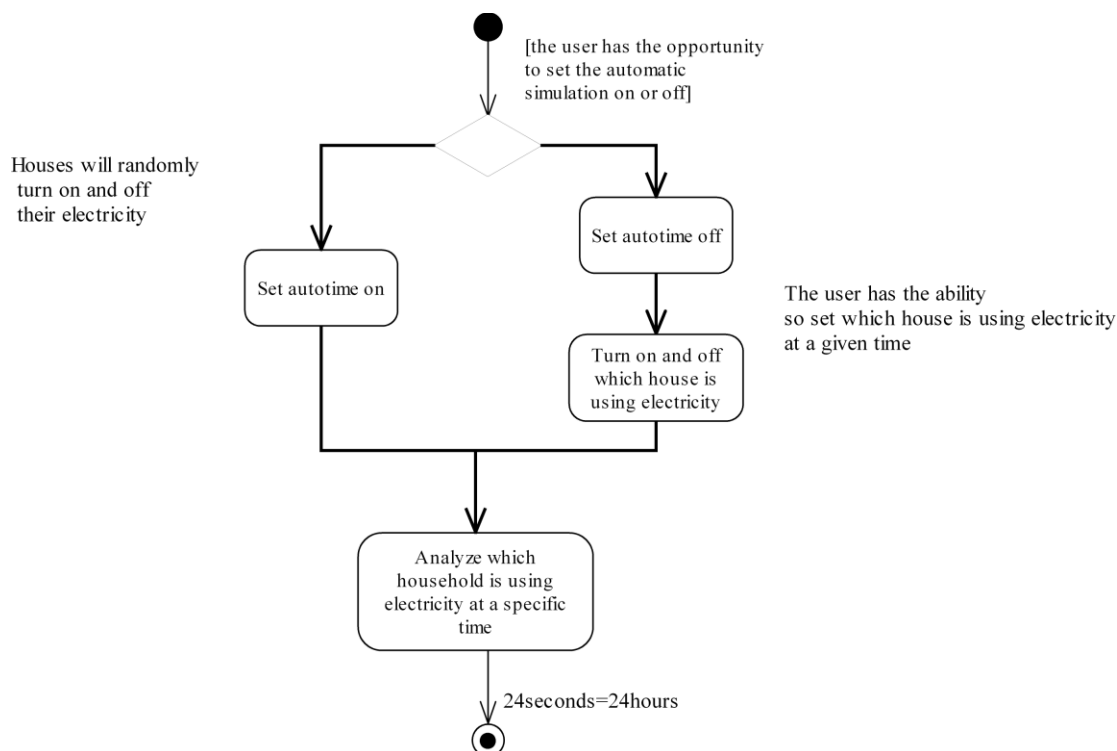 [the user has the opportunity
to set the automatic
simulation on or off]
Houses will randomly
turn on and off
their electricity
Set autotime off
Set autotime on
The user has the ability
so set which house is using electricity
at a given time
Turn on and off
which house is
using electricity
Analyze which
household is using
electricity at a specific
time
24seconds=24hours